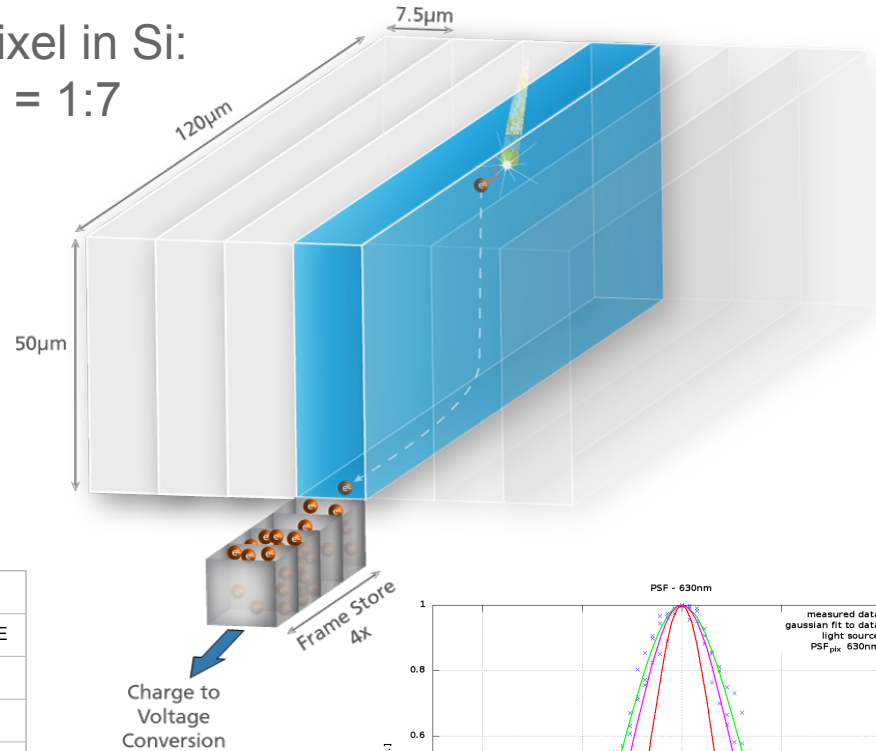 ixel in Si:
= 1:7
7.5µm
120µm
50µm
e-
e-
Frame Store
4x
Charge to
Voltage
Conversion
E
PSF - 630nm
1
0.8
0.6
measured data
gaussian fit to data
light source
PSFpix 630nm